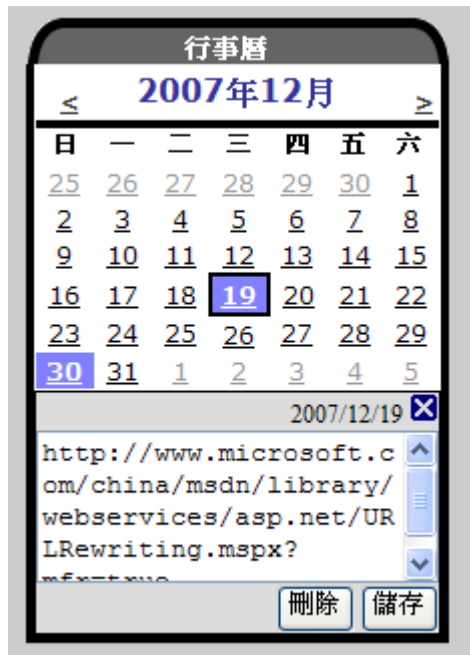 行事曆
≤ 2007年12月 ≥
日 一 二 三 四 五 六
25 26 27 28 29 30 1
2 3 4 5 6 7 8
9 10 11 12 13 14 15
16 17 18 19 20 21 22
23 24 25 26 27 28 29
30 31 1 2 3 4 5
2007/12/19
http://www.microsoft.c
om/china/msdn/library/
webservices/asp.net/UR
LRewriting.mspx?
mfr=true
刪除 儲存